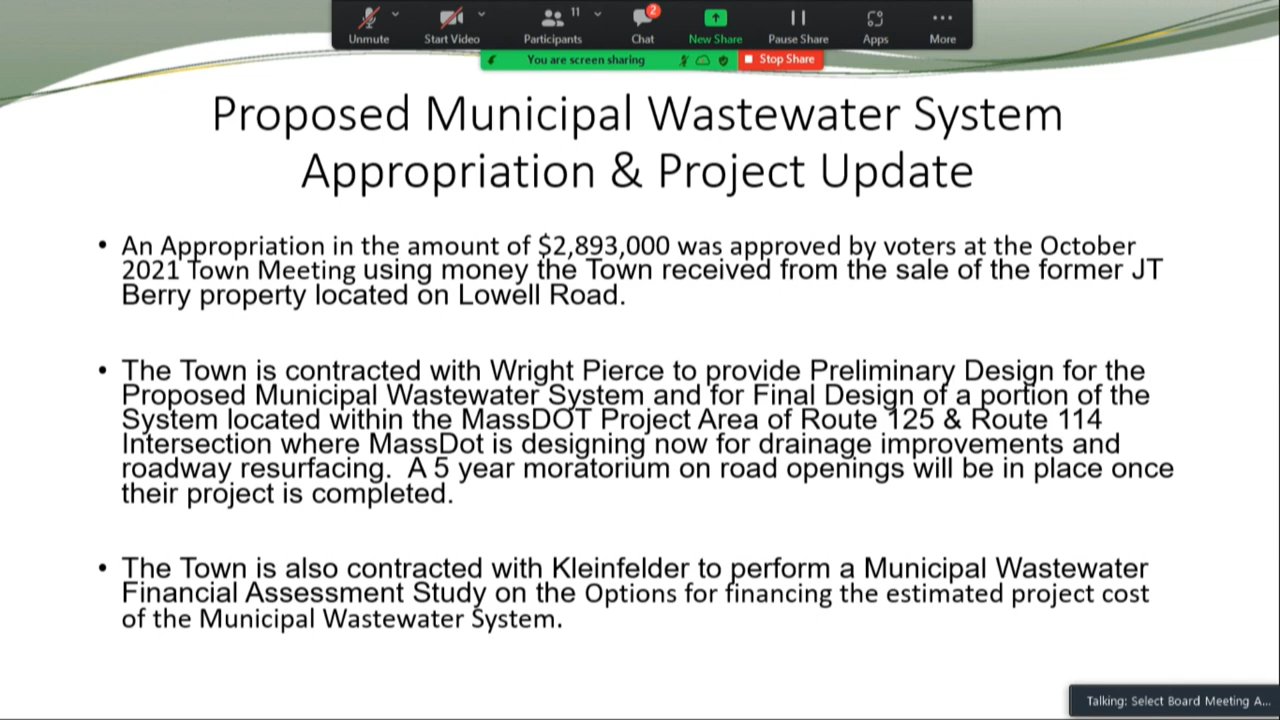 11
2
Unmute
Start Video
Participants
Chat
New Share
Pause Share
Apps
More
You are screen sharing
Stop Share
Proposed Municipal Wastewater System
Appropriation & Project Update
• An Appropriation in the amount of $2,893,000 was approved by voters at the October
2021 Town Meeting using money the Town received from the sale of the former JT
Berry property located on Lowell Road.
• The Town is contracted with Wright Pierce to provide Preliminary Design for the
Proposed Municipal Wastewater System and for Final Design of a portion of the
System located within the MassDOT Project Area of Route 125 & Route 114
Intersection where MassDot is designing now for drainage improvements and
roadway resurfacing. A 5 year moratorium on road openings will be in place once
their project is completed.
• The Town is also contracted with Kleinfelder to perform a Municipal Wastewater
Financial Assessment Study on the Options for financing the estimated project cost
of the Municipal Wastewater System.
Talking: Select Board Meeting A...